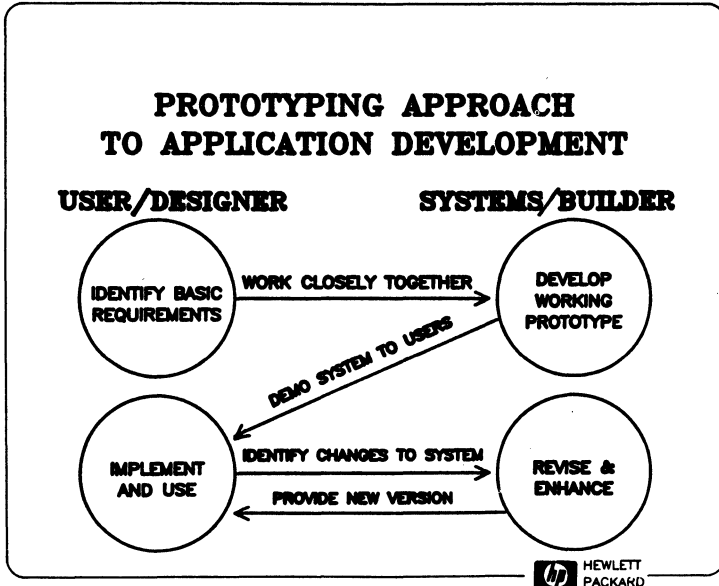 PROTOTYPING APPROACH
TO APPLICATION DEVELOPMENT
USER/DESIGNER
SYSTEMS/BUILDER
IDENTIFY BASIC
REQUIREMENTS
WORK CLOSELY TOGETHER
DEVELOP
WORKING
PROTOTYPE
DEMO SYSTEM TO USERS
IMPLEMENT
AND USE
IDENTIFY CHANGES TO SYSTEM
PROVIDE NEW VERSION
REVISE &
ENHANCE
hp HEWLETT
PACKARD